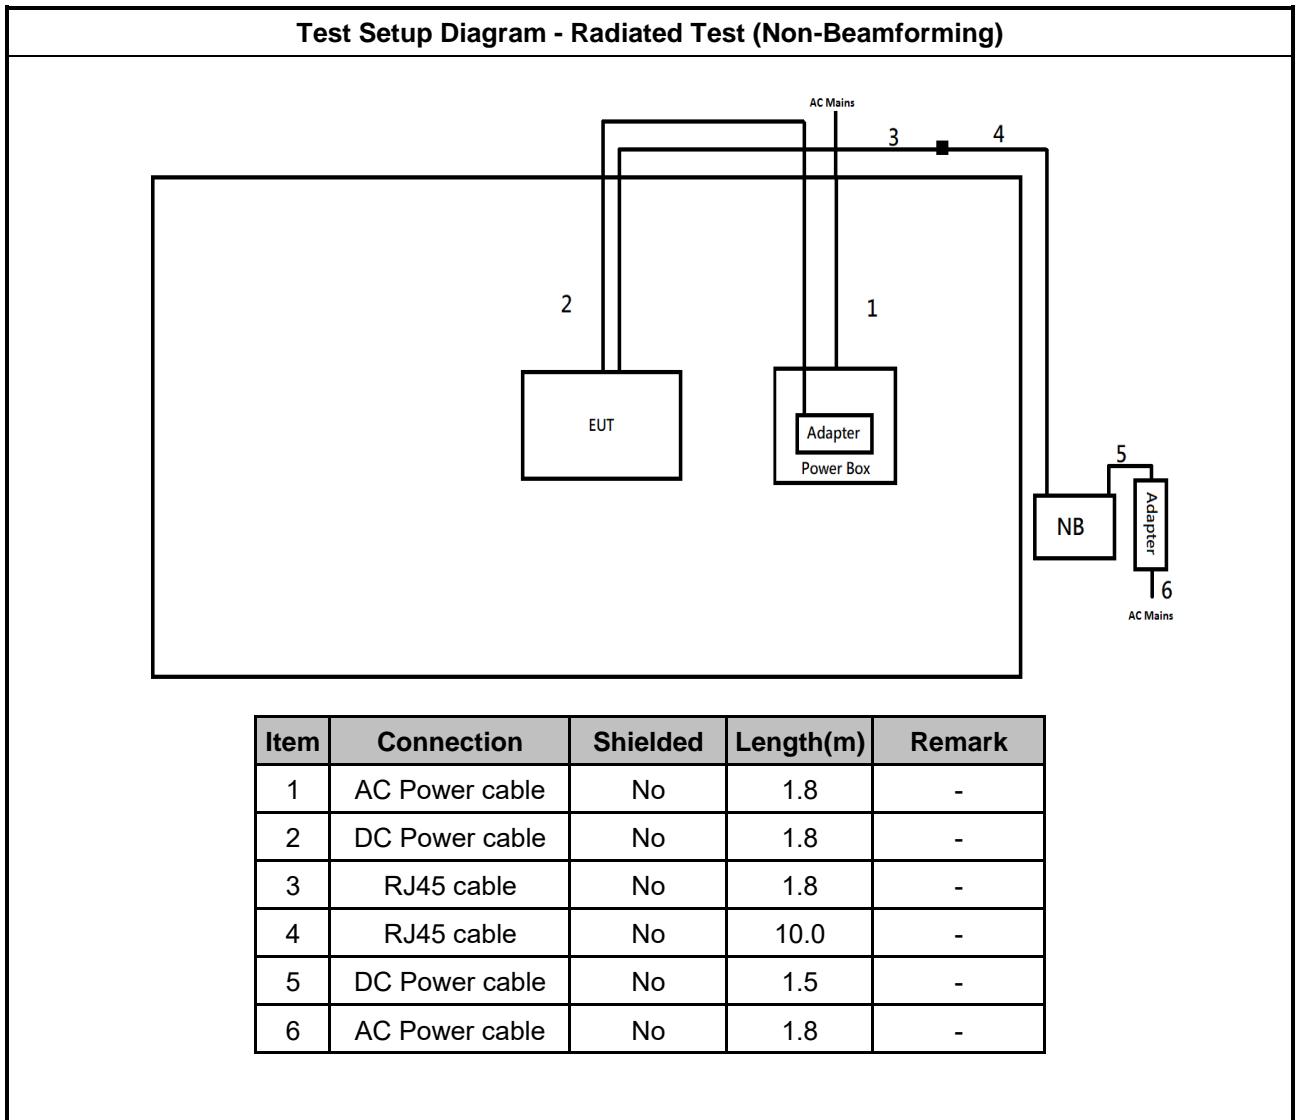 Test Setup Diagram - Radiated Test (Non-Beamforming)
AC Mains
3
4
2
1
EUT
Adapter
Power Box
5
NB
Adapter
6
AC Mains
Item Connection Shielded Length(m) Remark
1 AC Power cable No 1.8 -
2 DC Power cable No 1.8 -
3 RJ45 cable No 1.8 -
4 RJ45 cable No 10.0 -
5 DC Power cable No 1.5 -
6 AC Power cable No 1.8 -